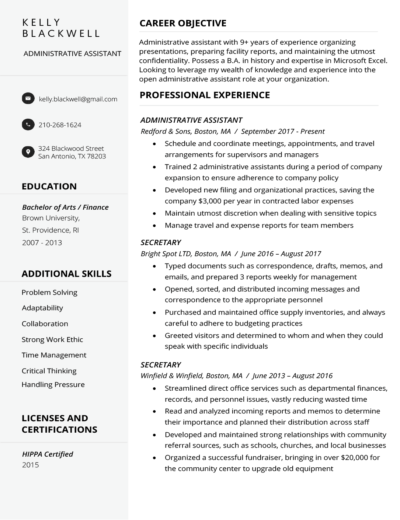 KELLY
BLACKWELL
ADMINISTRATIVE ASSISTANT
kelly.blackwell@gmail.com
210-268-1624
324 Blackwood Street
San Antonio, TX 78203
EDUCATION
Bachelor of Arts / Finance
Brown University,
St. Providence, RI
2007 - 2013
ADDITIONAL SKILLS
Problem Solving
Adaptability
Collaboration
Strong Work Ethic
Time Management
Critical Thinking
Handling Pressure
LICENSES AND
CERTIFICATIONS
HIPPA Certified
2015
CAREER OBJECTIVE
Administrative assistant with 9+ years of experience organizing
presentations, preparing facility reports, and maintaining the utmost
confidentiality. Possess a B.A. in history and expertise in Microsoft Excel.
Looking to leverage my wealth of knowledge and experience into the
open administrative assistant role at your organization.
PROFESSIONAL EXPERIENCE
ADMINISTRATIVE ASSISTANT
Redford & Sons, Boston, MA / September 2017 - Present
• Schedule and coordinate meetings, appointments, and travel
arrangements for supervisors and managers
• Trained 2 administrative assistants during a period of company
expansion to ensure adherence to company policy
• Developed new filing and organizational practices, saving the
company $3,000 per year in contracted labor expenses
• Maintain utmost discretion when dealing with sensitive topics
• Manage travel and expense reports for team members
SECRETARY
Bright Spot LTD, Boston, MA / June 2016 – August 2017
• Typed documents such as correspondence, drafts, memos, and
emails, and prepared 3 reports weekly for management
• Opened, sorted, and distributed incoming messages and
correspondence to the appropriate personnel
• Purchased and maintained office supply inventories, and always
careful to adhere to budgeting practices
• Greeted visitors and determined to whom and when they could
speak with specific individuals
SECRETARY
Winfield & Winfield, Boston, MA / June 2013 – August 2016
• Streamlined direct office services such as departmental finances,
records, and personnel issues, vastly reducing wasted time
• Read and analyzed incoming reports and memos to determine
their importance and planned their distribution across staff
• Developed and maintained strong relationships with community
referral sources, such as schools, churches, and local businesses
• Organized a successful fundraiser, bringing in over $20,000 for
the community center to upgrade old equipment